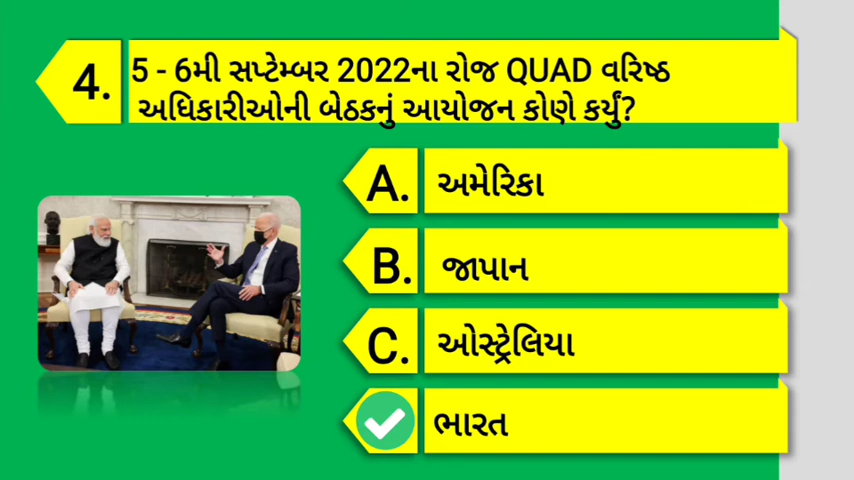 4. 5 - 6મી સપ્ટેમ્બર 2022ના રોજ QUAD વરિષ્ઠ
અધિકારીઓની બેઠકનું આયોજન કોણે કર્યું?
A. અમેરિકા
B. જાપાન
C. ઓસ્ટ્રેલિયા
ભારત